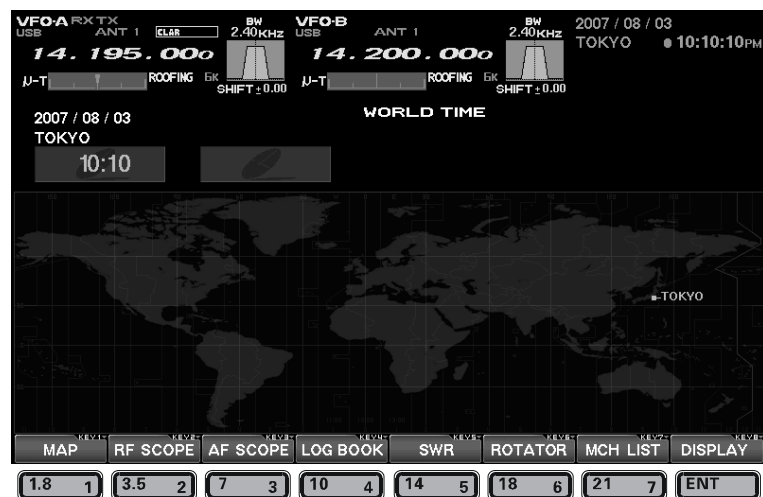 VFO-A RX TX
USB ANT 1 CLAR
BW
2.40KHz
14. 195. 00o
μ-T ROOFING 6K
SHIFT ± 0.00
VFO-B
USB ANT 1
BW
2.40KHz
14. 200. 00o
μ-T ROOFING 6K
SHIFT ± 0.00
2007 / 08 / 03
TOKYO 10:10:10PM
WORLD TIME
2007 / 08 / 03
TOKYO
10:10
TOKYO
KEY1 KEY2 KEY3 KEY4 KEY5 KEY6 KEY7 KEY8
MAP RF SCOPE AF SCOPE LOG BOOK SWR ROTATOR MCH LIST DISPLAY
1.8 1 3.5 2 7 3 10 4 14 5 18 6 21 7 ENT